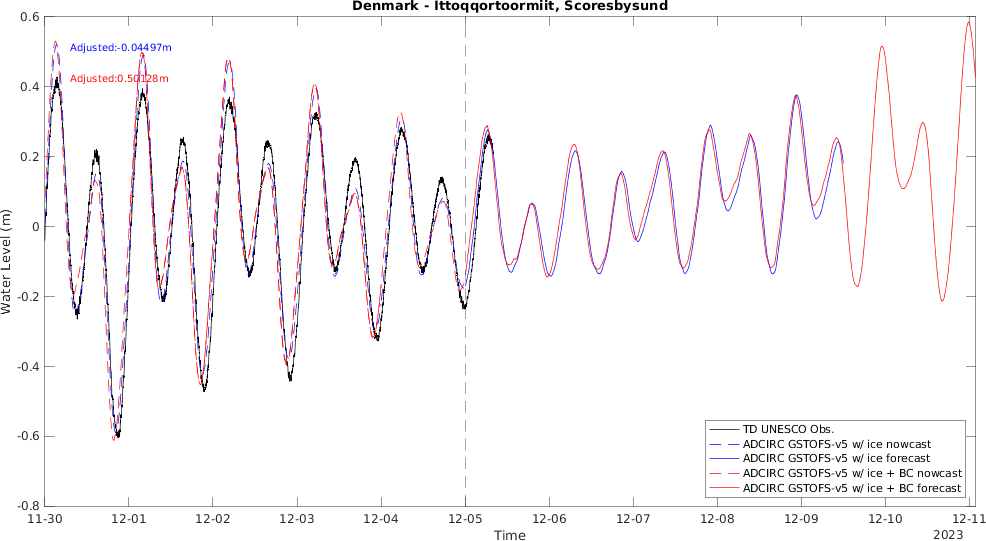 Denmark - Ittoqqortoormiit, Scoresbysund
Adjusted:-0.04497m
Adjusted:0.50128m
Water Level (m)
0.6
0.4
0.2
0
-0.2
-0.4
-0.6
-0.8
TD UNESCO Obs.
ADCIRC GSTOFS-v5 w/ ice nowcast
ADCIRC GSTOFS-v5 w/ ice forecast
ADCIRC GSTOFS-v5 w/ ice + BC nowcast
ADCIRC GSTOFS-v5 w/ ice + BC forecast
11-30 12-01 12-02 12-03 12-04 12-05 12-06 12-07 12-08 12-09 12-10 12-11
Time
2023